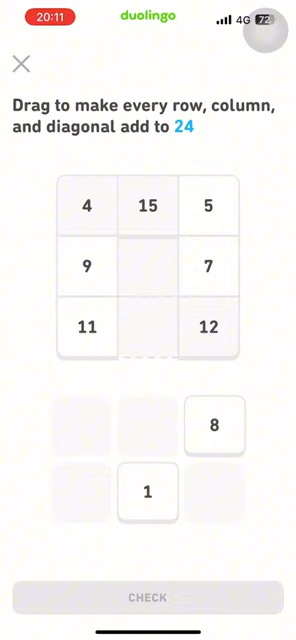 20:11
duolingo
4G 72
Drag to make every row, column,
and diagonal add to 24
4 15 5
9 7
11 12
8
1
CHECK